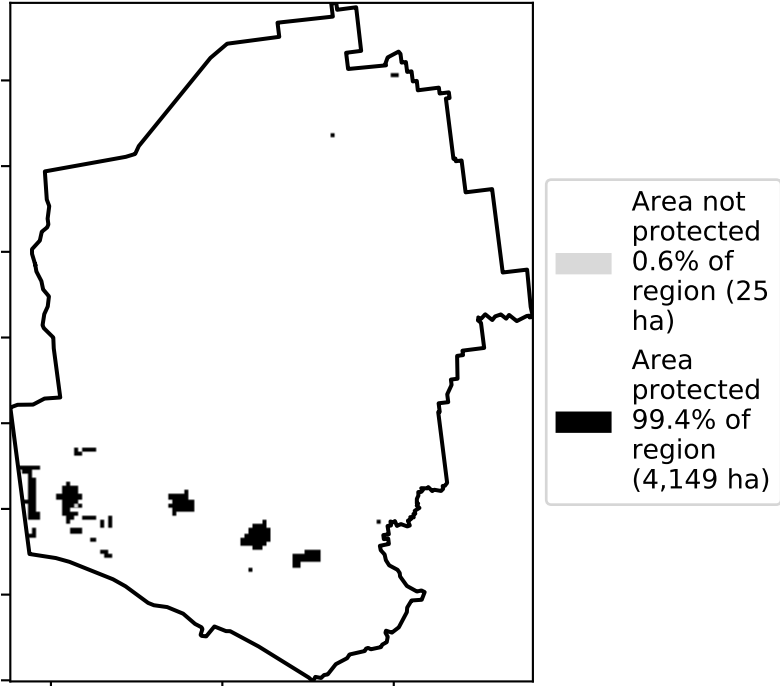 Area not
protected
0.6% of
region (25
ha)
Area
protected
99.4% of
region
(4,149 ha)